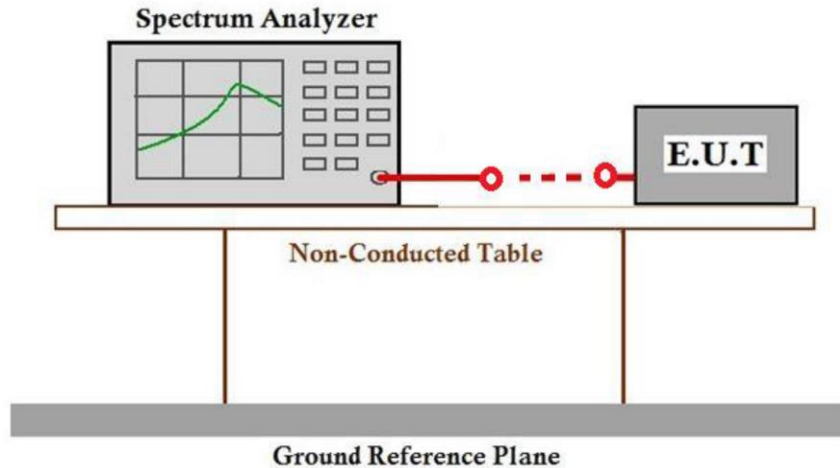 Spectrum Analyzer
E.U.T
Non-Conducted Table
Ground Reference Plane